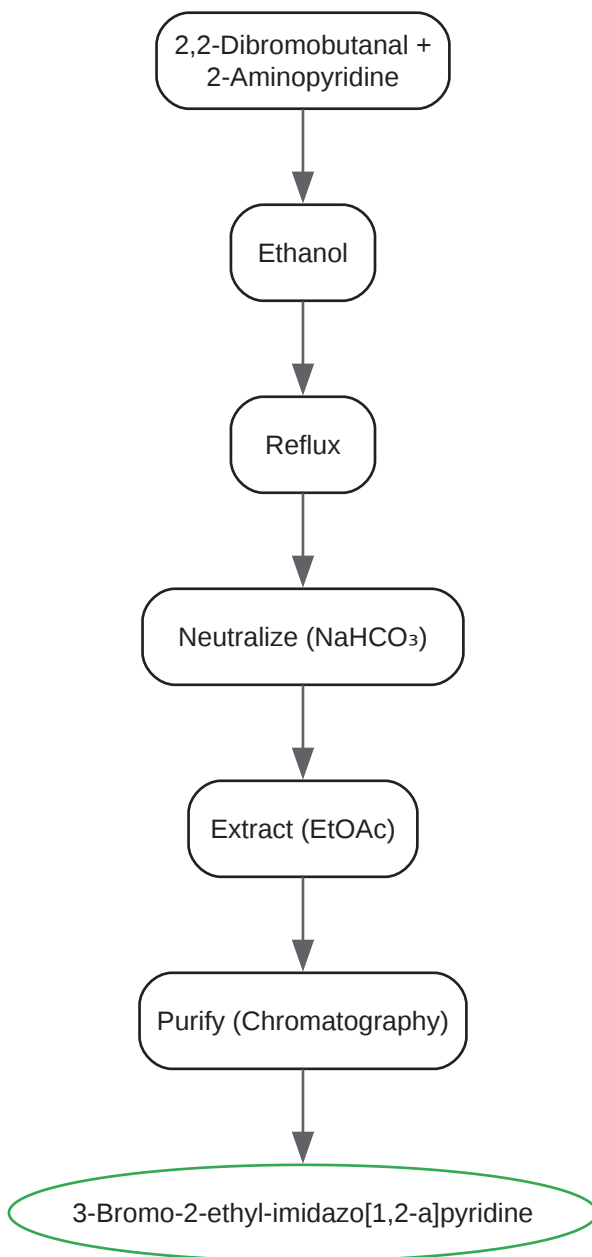 2,2-Dibromobutanal +
2-Aminopyridine
Ethanol
Reflux
Neutralize (NaHCO₃)
Extract (EtOAc)
Purify (Chromatography)
3-Bromo-2-ethyl-imidazo[1,2-a]pyridine